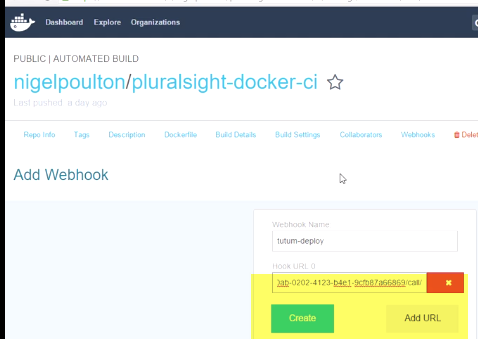 Dashboard Explore Organizations
PUBLIC | AUTOMATED BUILD
nigelpoulton/pluralsight-docker-ci
Last pushed: a day ago
Repo Info Tags Description Dockerfile Build Details Build Settings Collaborators Webhooks Delet
Add Webhook
Webhook Name
tutum-deploy
Hook URL 0
0ab-0202-4123-b4e1-9cfb87a66869/call/
Create Add URL